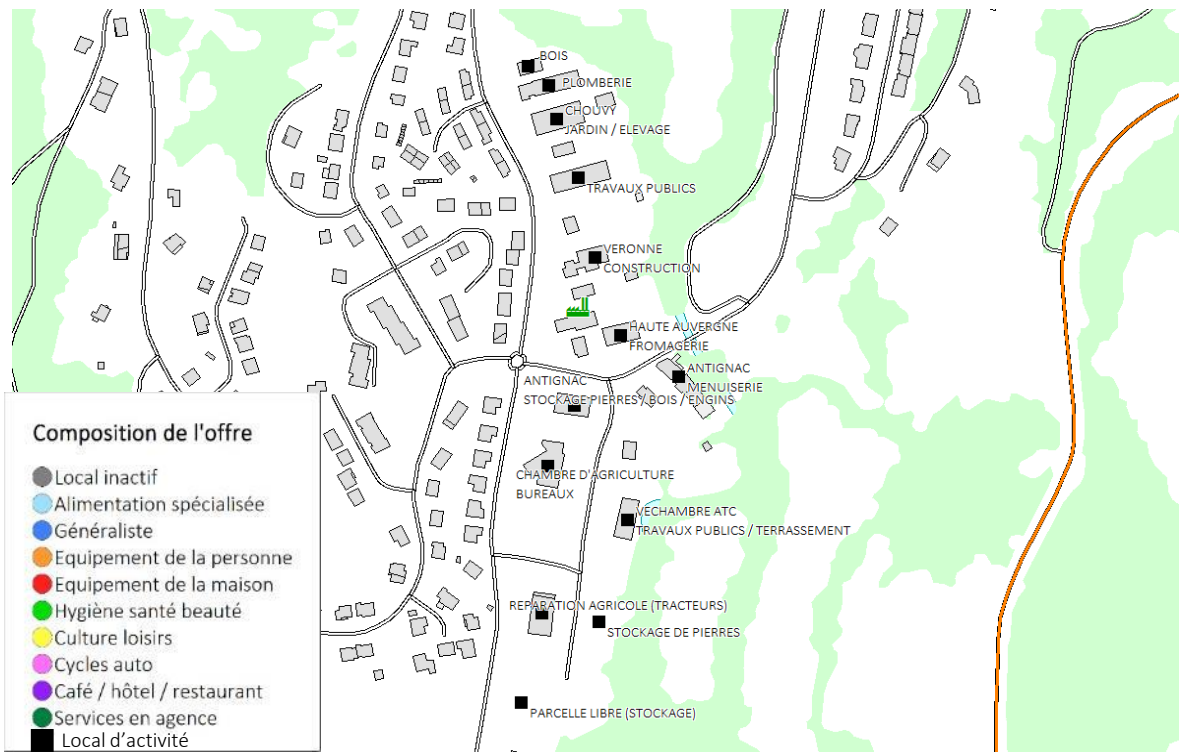 BOIS
PLOMBERIE
CHOUVY
JARDIN / ELEVAGE
TRAVAUX PUBLICS
VERONNE
CONSTRUCTION
HAUTE AUVERGNE
FROMAGERIE
ANTIGNAC
MENUISERIE
ANTIGNAC
STOCKAGE PIERRES / BOIS / ENGINS
CHAMBRE D'AGRICULTURE
BUREAUX
VECHAMBRE ATC
TRAVAUX PUBLICS / TERRASSEMENT
REPARATION AGRICOLE (TRACTEURS)
STOCKAGE DE PIERRES
PARCELLE LIBRE (STOCKAGE)
Composition de l'offre
Local inactif
Alimentation spécialisée
Généraliste
Equipement de la personne
Equipement de la maison
Hygiène santé beauté
Culture loisirs
Cycles auto
Café / hôtel / restaurant
Services en agence
Local d’activité